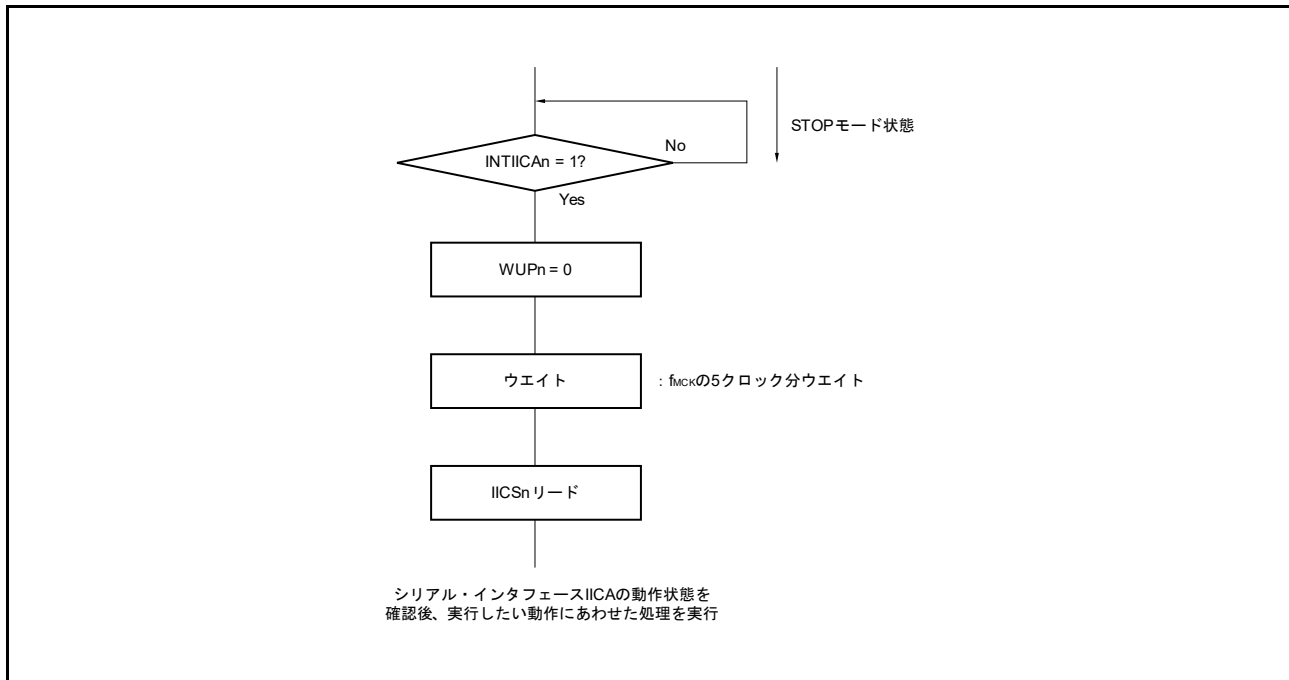 STOPモード状態
No
INTIICAn = 1?
Yes
WUPn = 0
ウエイト
: fMCKの5クロック分ウエイト
IICSnリード
シリアル・インタフェースIICAの動作状態を
確認後、実行したい動作にあわせた処理を実行